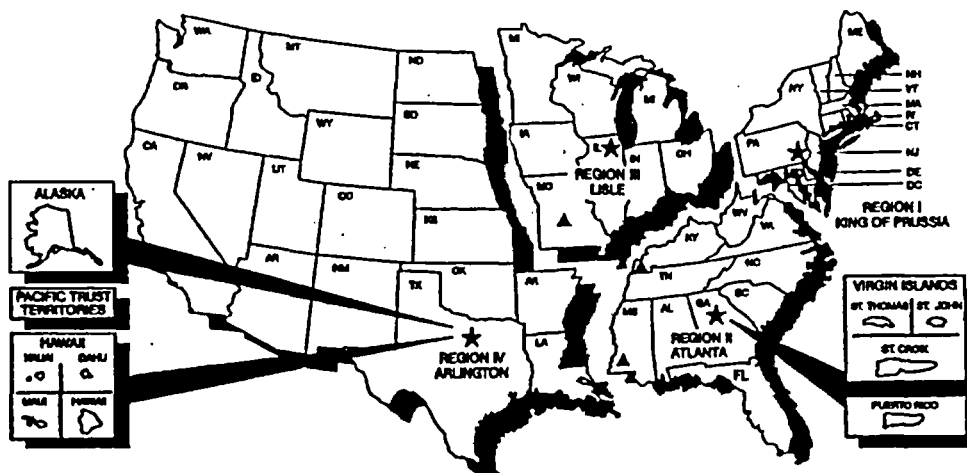 WA
MT
ND
MN
ME
OR
ID
SD
WI
MI
NY
NH
VT
MA
RI
CT
WY
IA
IL
IN
OH
PA
NJ
DE
DC
CA
NV
UT
NE
CO
MO
REGION III
LISLE
REGION I
KING OF PRUSSIA
ALASKA
KS
WV
VA
KY
PACIFIC TRUST
TERRITORIES
NM
OK
TX
AR
TN
NC
SC
VIRGIN ISLANDS
ST. THOMAS
ST. JOHN
HAWAII
KAUAI
OAHU
MS
AL
GA
ST. CROIX
LA
REGION IV
ARLINGTON
REGION II
ATLANTA
FL
MAUI
HAWAII
PUERTO RICO